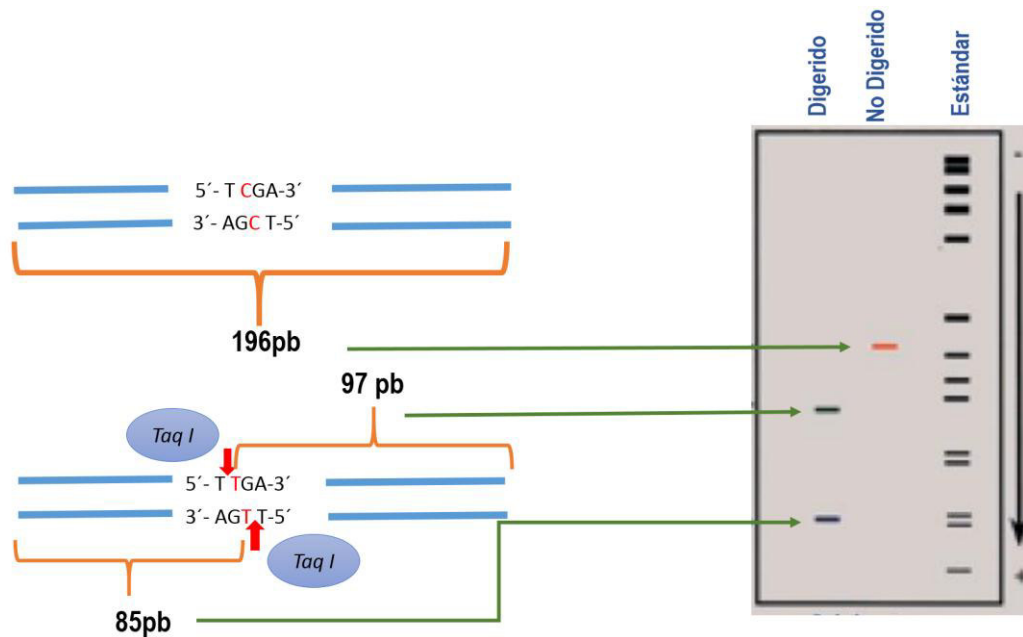 Digerido
No Digerido
Estándar
5´- T CGA-3´
3´- AGC T-5´
196pb
97 pb
Taq I
5´- T TGA-3´
3´- AGT T-5´
Taq I
85pb